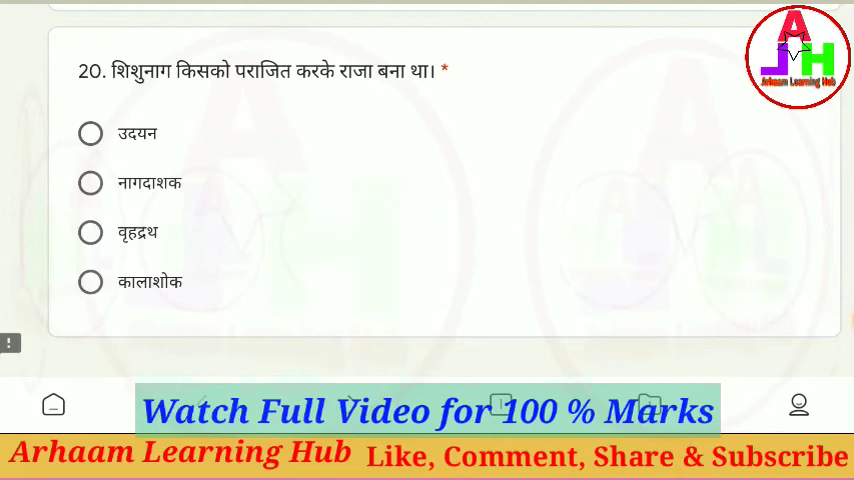 20. शिशुनाग किसको पराजित करके राजा बना था। *
उदयन
नागदाशक
वृहद्रथ
कालाशोक
A
JLH
Arhaam Learning Hub
!
Watch Full Video for 100 % Marks
Arhaam Learning Hub Like, Comment, Share & Subscribe